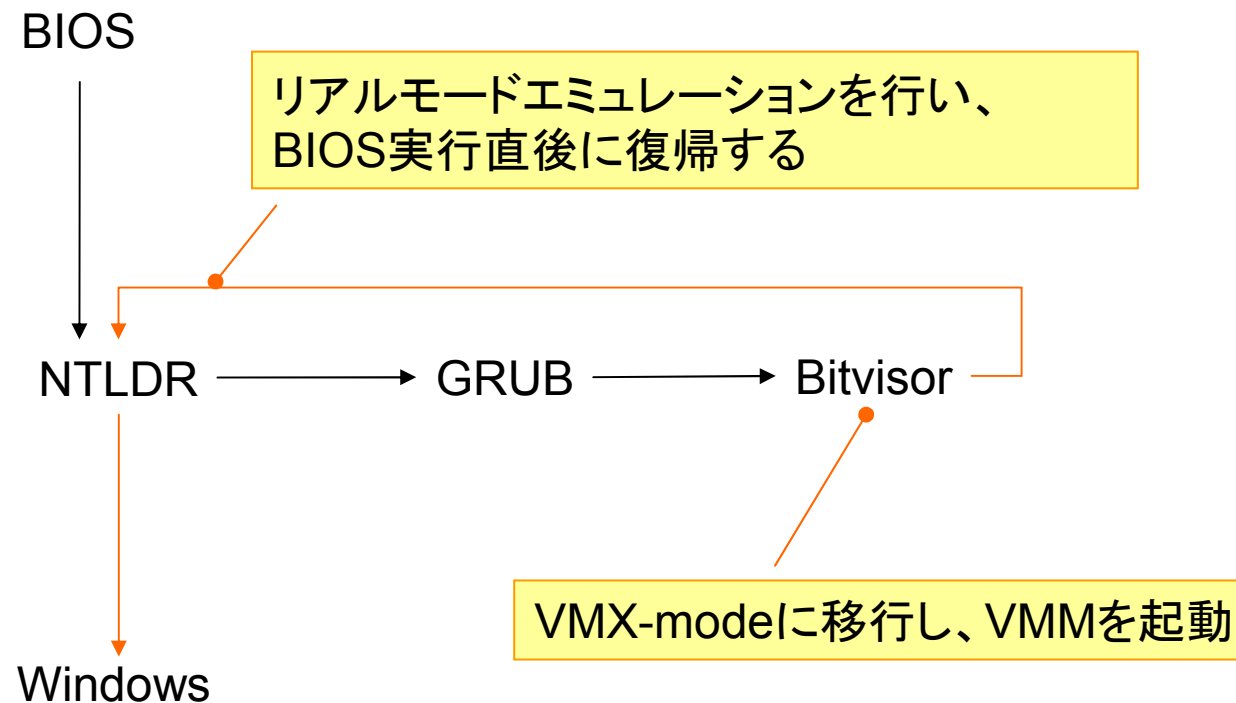 BIOS
リアルモードエミュレーションを行い、
BIOS実行直後に復帰する
NTLDR
GRUB
Bitvisor
VMX-modeに移行し、VMMを起動
Windows